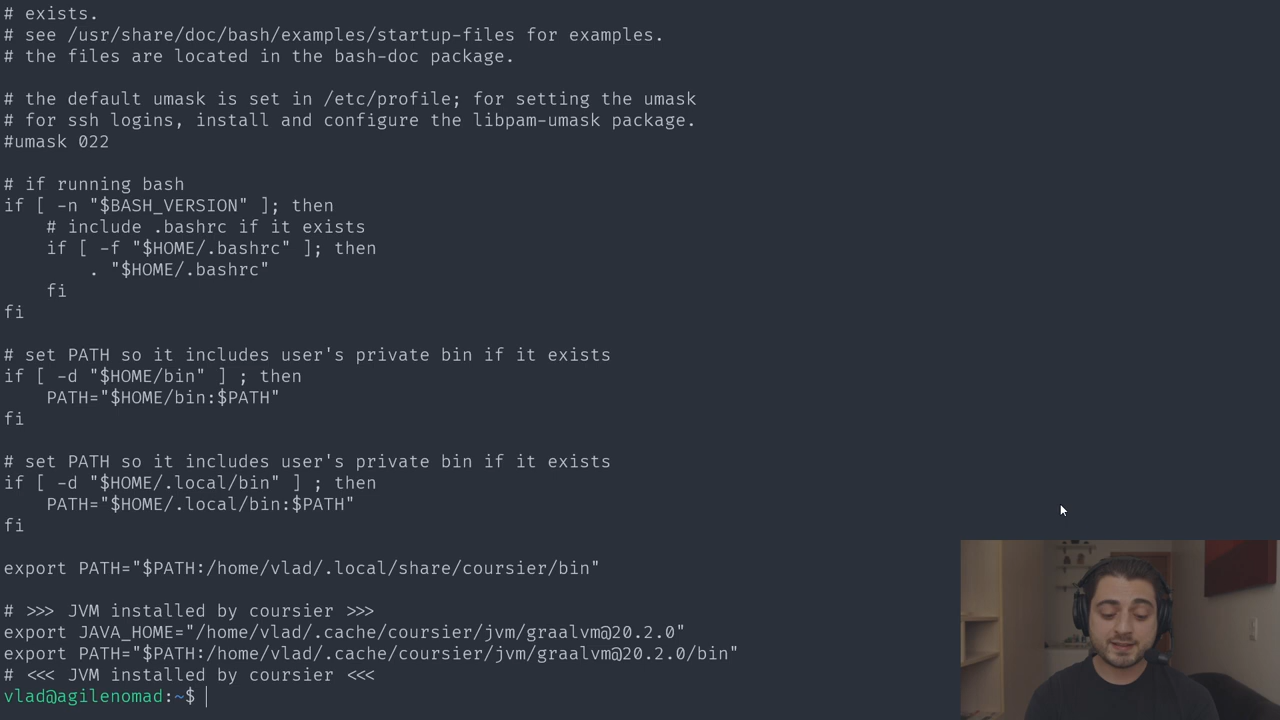 # exists.
# see /usr/share/doc/bash/examples/startup-files for examples.
# the files are located in the bash-doc package.
# the default umask is set in /etc/profile; for setting the umask
# for ssh logins, install and configure the libpam-umask package.
#umask 022
# if running bash
if [ -n "$BASH_VERSION" ]; then
    # include .bashrc if it exists
    if [ -f "$HOME/.bashrc" ]; then
        . "$HOME/.bashrc"
    fi
fi
# set PATH so it includes user's private bin if it exists
if [ -d "$HOME/bin" ] ; then
    PATH="$HOME/bin:$PATH"
fi
# set PATH so it includes user's private bin if it exists
if [ -d "$HOME/.local/bin" ] ; then
    PATH="$HOME/.local/bin:$PATH"
fi
export PATH="$PATH:/home/vlad/.local/share/coursier/bin"
# >>> JVM installed by coursier >>>
export JAVA_HOME="/home/vlad/.cache/coursier/jvm/graalvm@20.2.0"
export PATH="$PATH:/home/vlad/.cache/coursier/jvm/graalvm@20.2.0/bin"
# <<< JVM installed by coursier <<<
vlad@agilenomad:~$